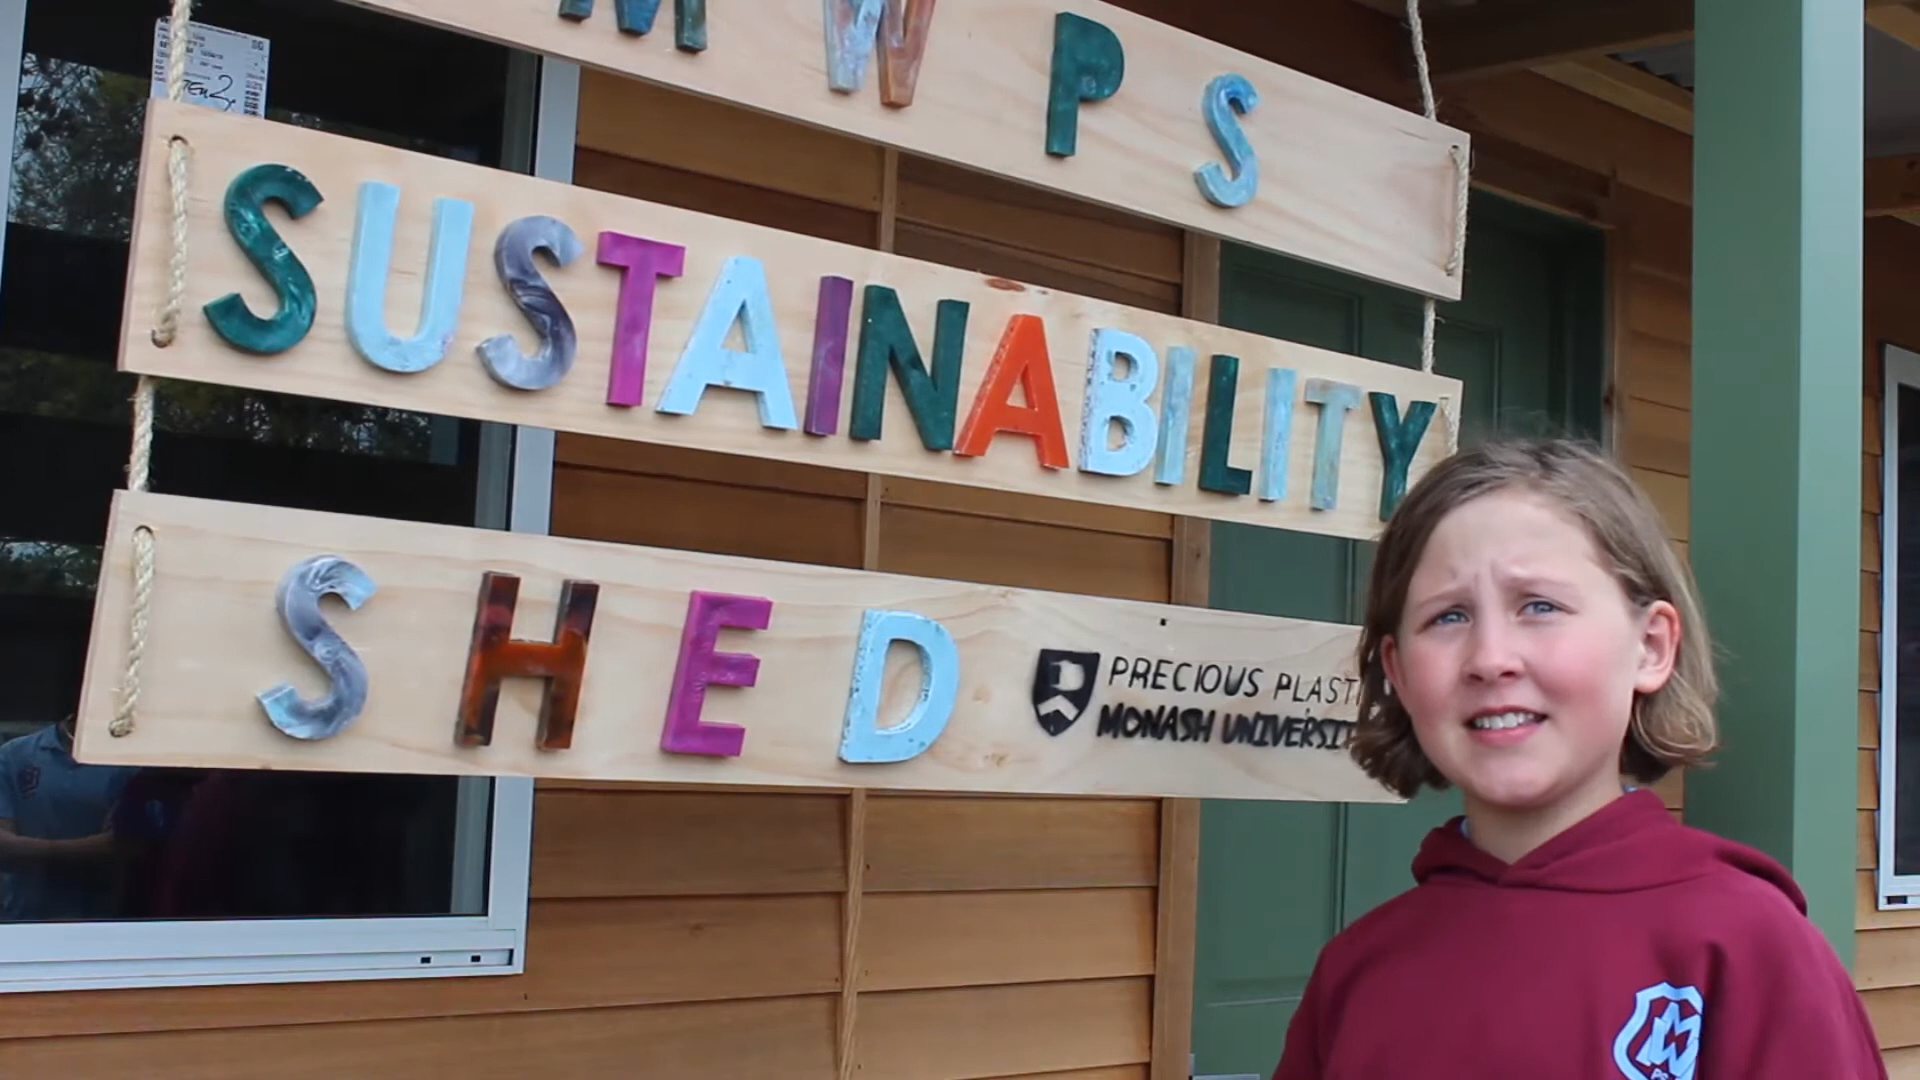 MWPS
SUSTAINABILITY
SHED
PRECIOUS PLASTI
MONASH UNIVERSIT